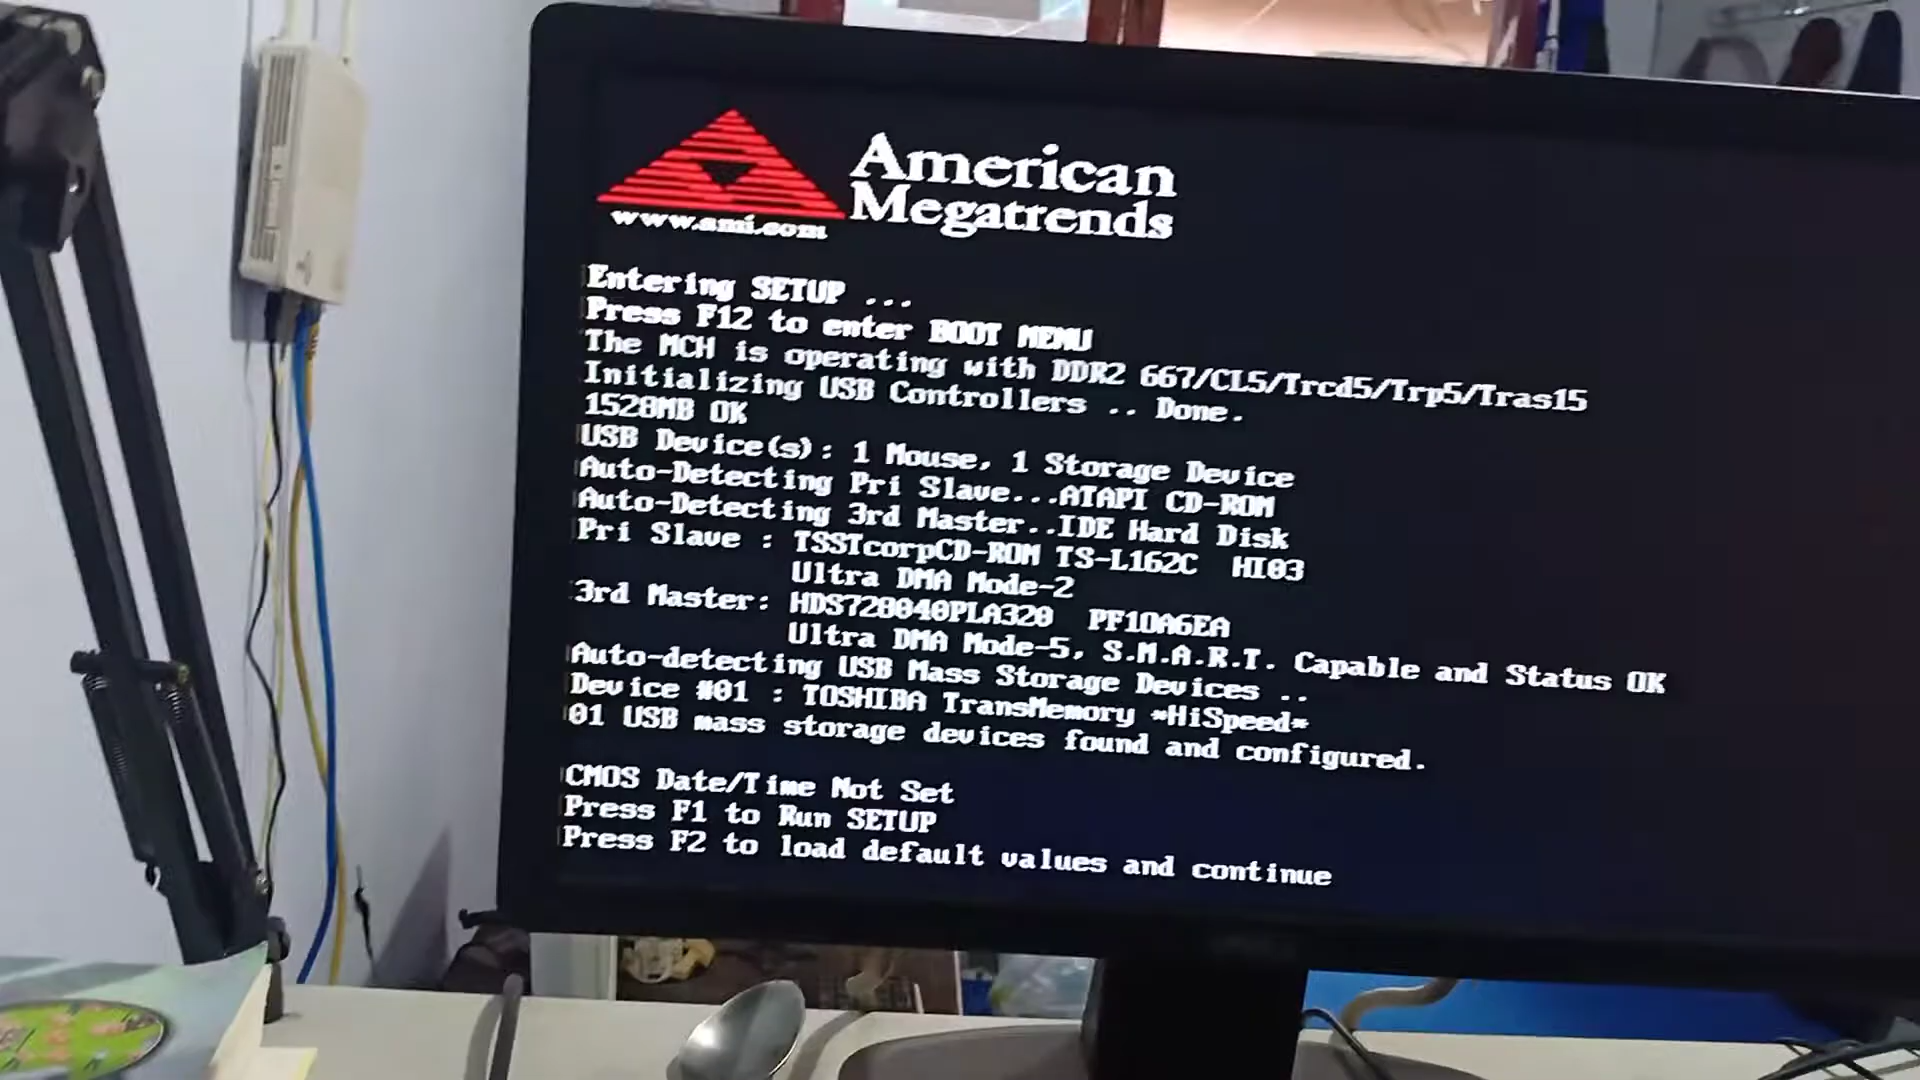 American
Megatrends
www.ami.com
Entering SETUP ...
Press F12 to enter BOOT MENU
The MCH is operating with DDR2 667/CL5/Trcd5/Trp5/Tras15
Initializing USB Controllers .. Done.
1528MB OK
USB Device(s): 1 Mouse, 1 Storage Device
Auto-Detecting Pri Slave...ATAPI CD-ROM
Auto-Detecting 3rd Master..IDE Hard Disk
Pri Slave : TSSTcorpCD-ROM TS-L162C HI03
Ultra DMA Mode-2
3rd Master: HDS728040PLA320 PF1OA6EA
Ultra DMA Mode-5, S.M.A.R.T. Capable and Status OK
Auto-detecting USB Mass Storage Devices ..
Device #01 : TOSHIBA TransMemory *HiSpeed*
01 USB mass storage devices found and configured.
CMOS Date/Time Not Set
Press F1 to Run SETUP
Press F2 to load default values and continue